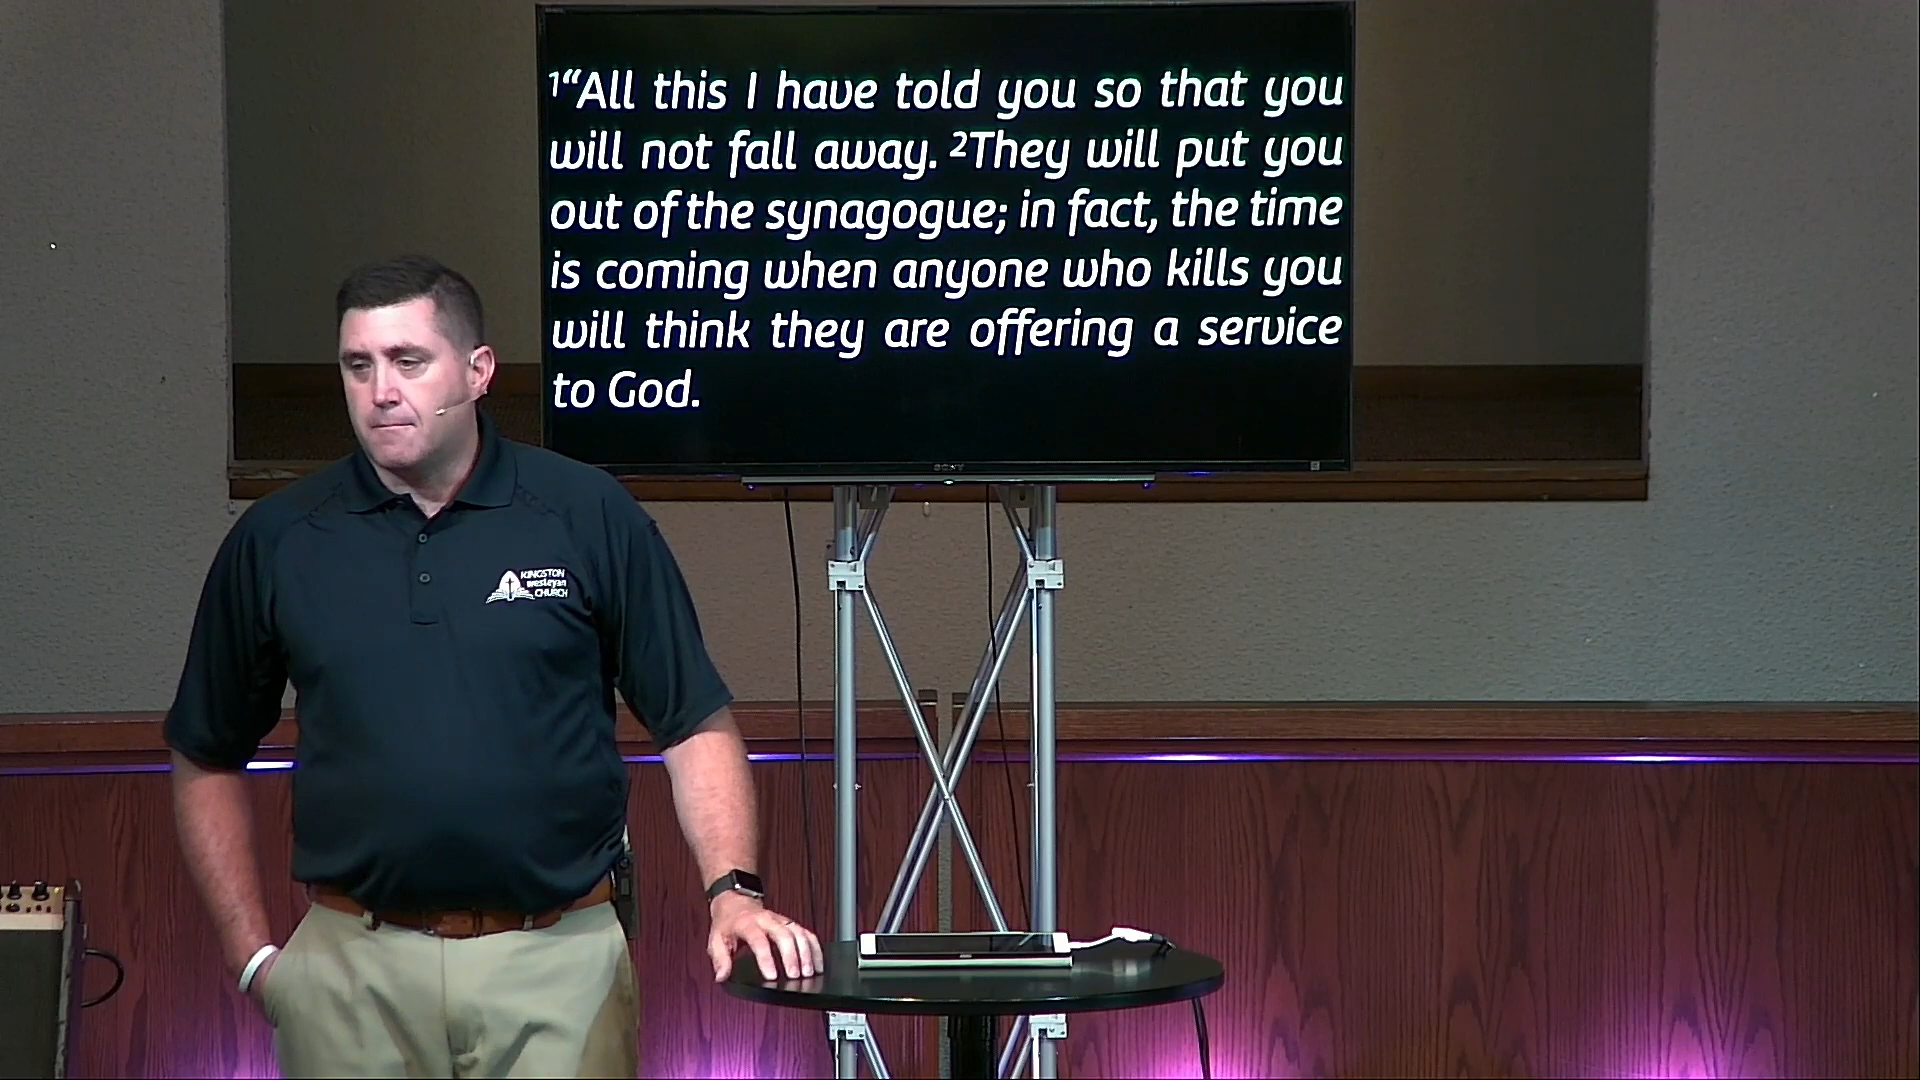 ¹“All this I have told you so that you
will not fall away. ²They will put you
out of the synagogue; in fact, the time
is coming when anyone who kills you
will think they are offering a service
to God.
SONY
KINGSTON
wesleyan
CHURCH